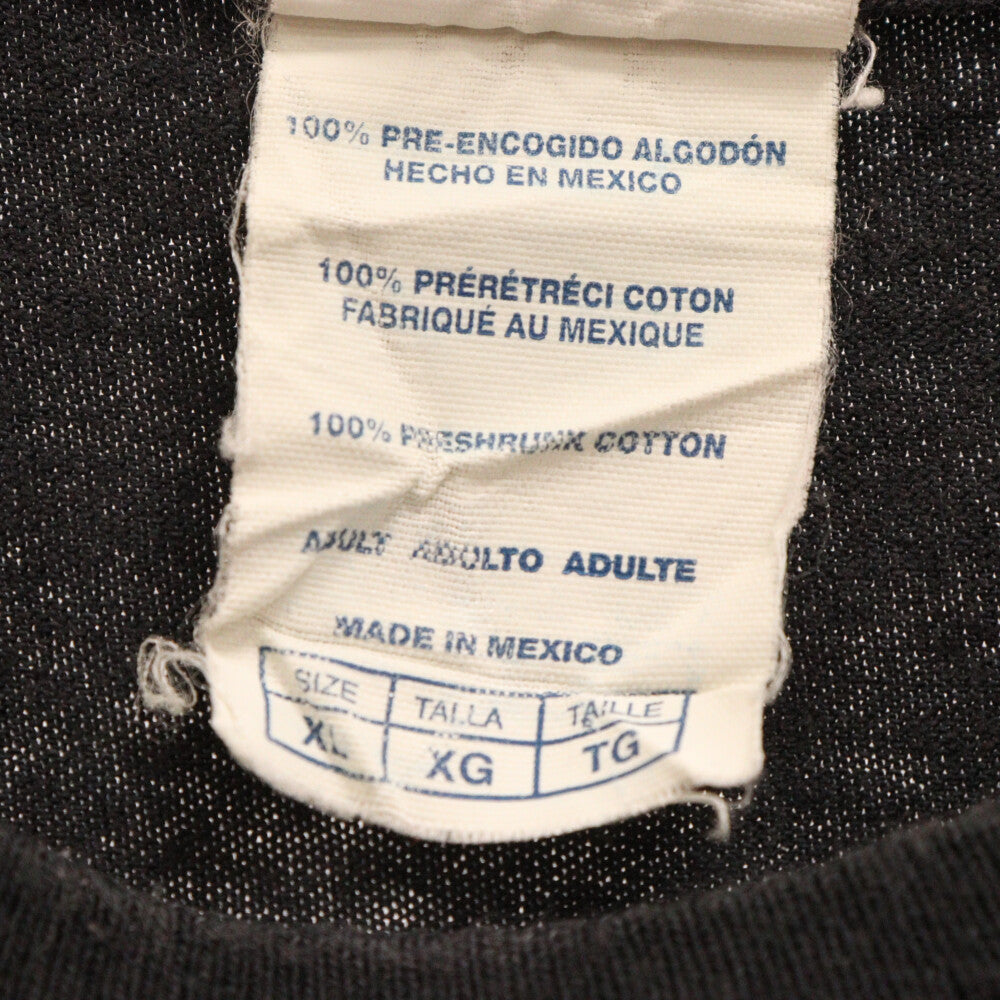 100% PRE-ENCOGIDO ALGODÓN
HECHO EN MEXICO
100% PRÉRÉTRÉCI COTON
FABRIQUÉ AU MEXIQUE
100% PRESHRUNK COTTON
ADULT ADULTO ADULTE
MADE IN MEXICO
SIZE TALLA TAILLE
XL XG TG